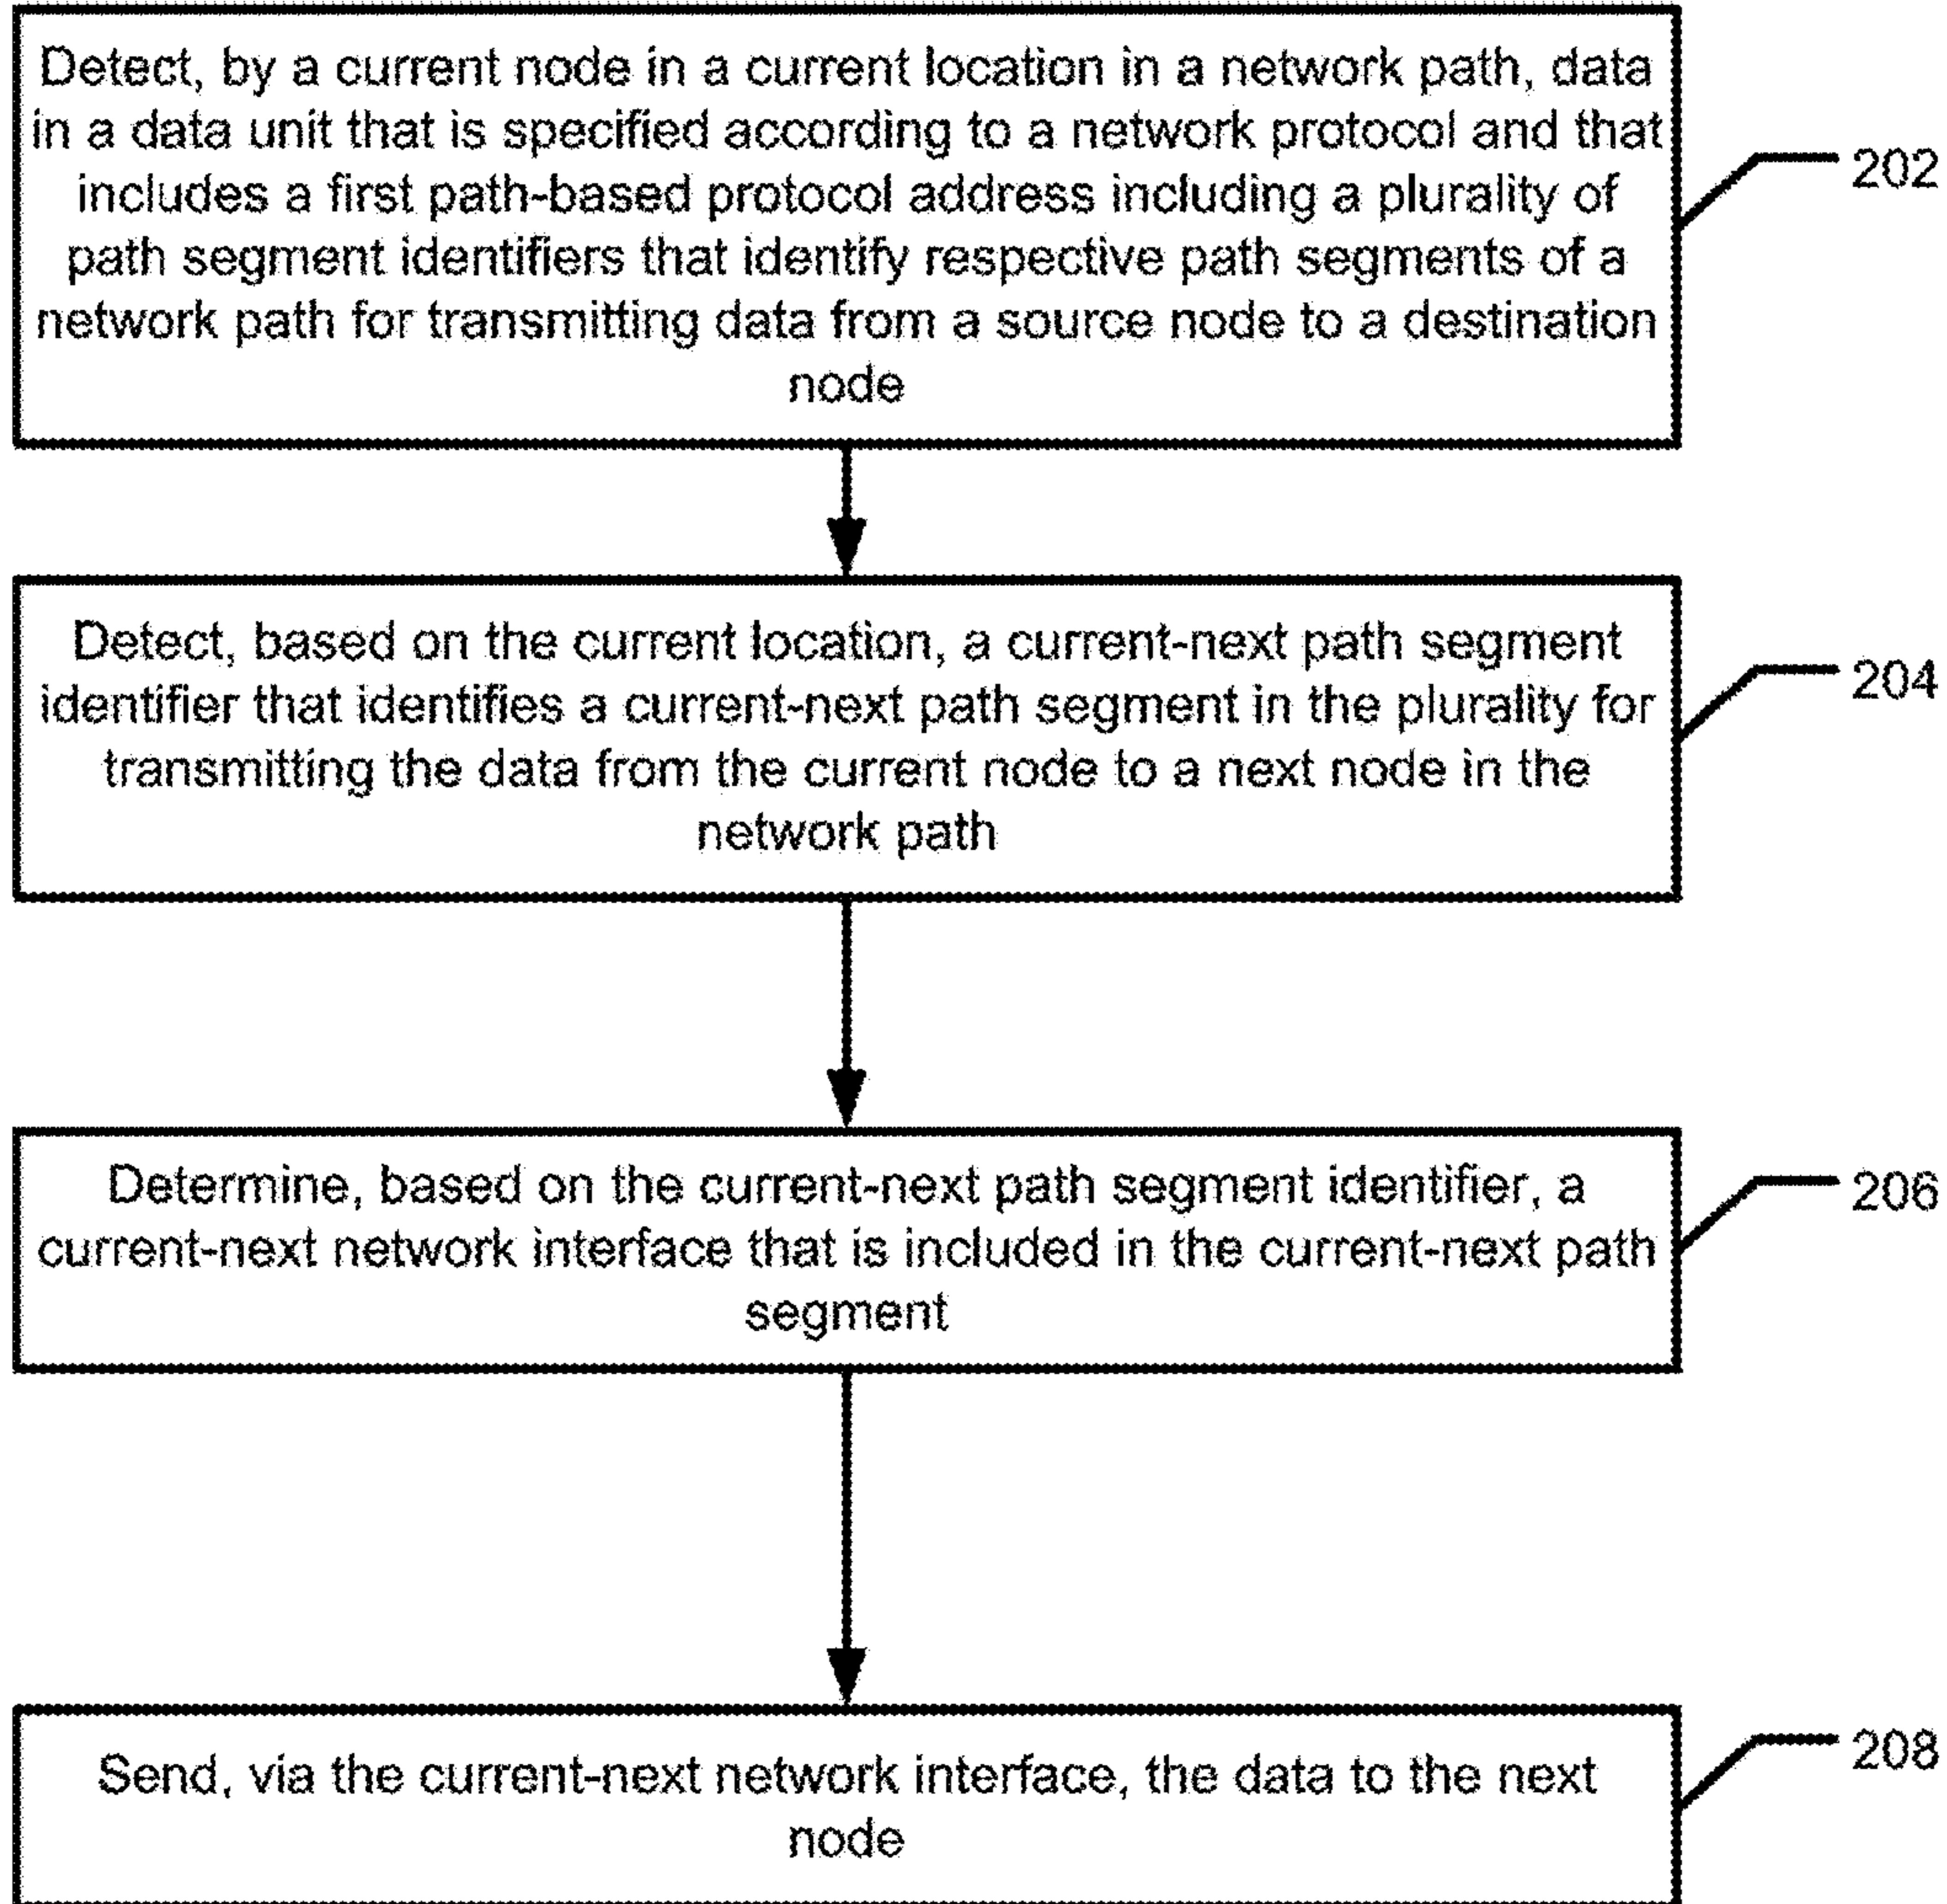 Detect, by a current node in a current location in a network path, data
in a data unit that is specified according to a network protocol and that
includes a first path-based protocol address including a plurality of
path segment identifiers that identify respective path segments of a
network path for transmitting data from a source node to a destination
node
202
Detect, based on the current location, a current-next path segment
identifier that identifies a current-next path segment in the plurality for
transmitting the data from the current node to a next node in the
network path
204
Determine, based on the current-next path segment identifier, a
current-next network interface that is included in the current-next path
segment
206
Send, via the current-next network interface, the data to the next
node
208